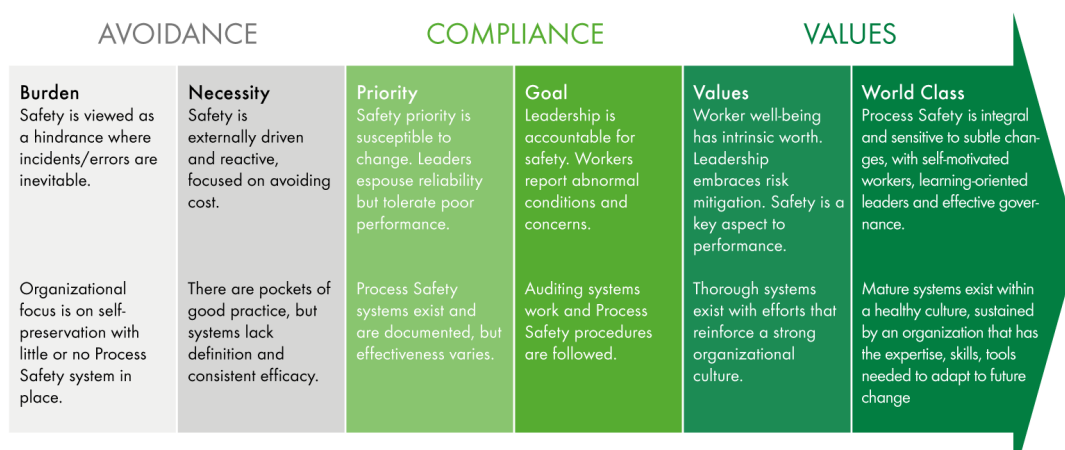 AVOIDANCE
COMPLIANCE
VALUES
Burden
Safety is viewed as
a hindrance where
incidents/errors are
inevitable.
Organizational
focus is on self-
preservation with
little or no Process
Safety system in
place.
Necessity
Safety is
externally driven
and reactive,
focused on avoiding
cost.
There are pockets of
good practice, but
systems lack
definition and
consistent efficacy.
Priority
Safety priority is
susceptible to
change. Leaders
espouse reliability
but tolerate poor
performance.
Process Safety
systems exist and
are documented, but
effectiveness varies.
Goal
Leadership is
accountable for
safety. Workers
report abnormal
conditions and
concerns.
Auditing systems
work and Process
Safety procedures
are followed.
Values
Worker well-being
has intrinsic worth.
Leadership
embraces risk
mitigation. Safety is a
key aspect to
performance.
Thorough systems
exist with efforts that
reinforce a strong
organizational
culture.
World Class
Process Safety is integral
and sensitive to subtle chan-
ges, with self-motivated
workers, learning-oriented
leaders and effective gover-
nance.
Mature systems exist within
a healthy culture, sustained
by an organization that has
the expertise, skills, tools
needed to adapt to future
change